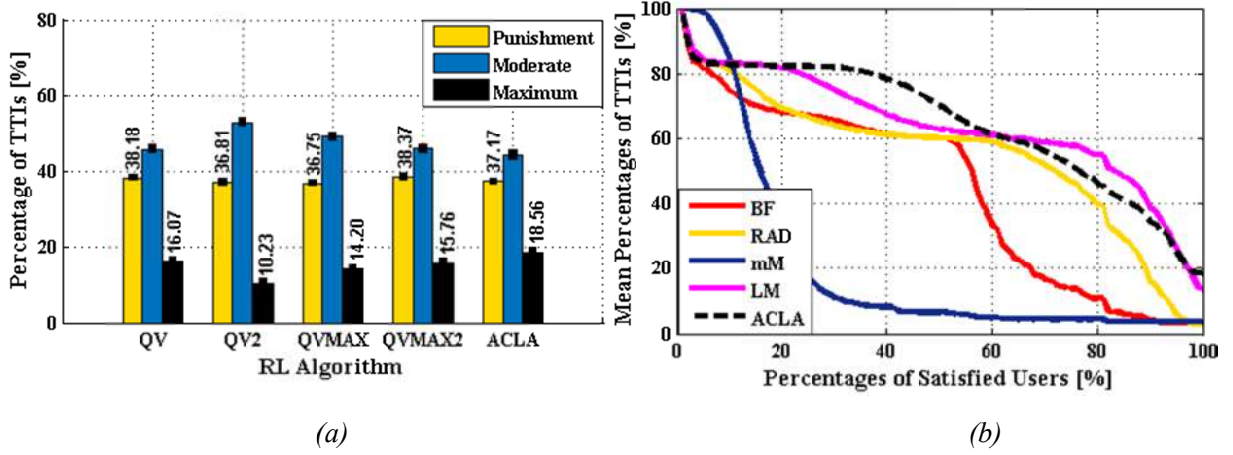 Percentage of TTIs [%]
80
60
40
20
0
Punishment
Moderate
Maximum
38.18
16.07
36.81
10.23
36.75
14.20
38.37
15.76
37.17
18.56
QV
QV2
QVMAX
QVMAX2
ACLA
RL Algorithm
(a)
Mean Percentages of TTIs [%]
100
80
60
40
20
0
BF
RAD
mM
LM
ACLA
0
20
40
60
80
100
Percentages of Satisfied Users [%]
(b)